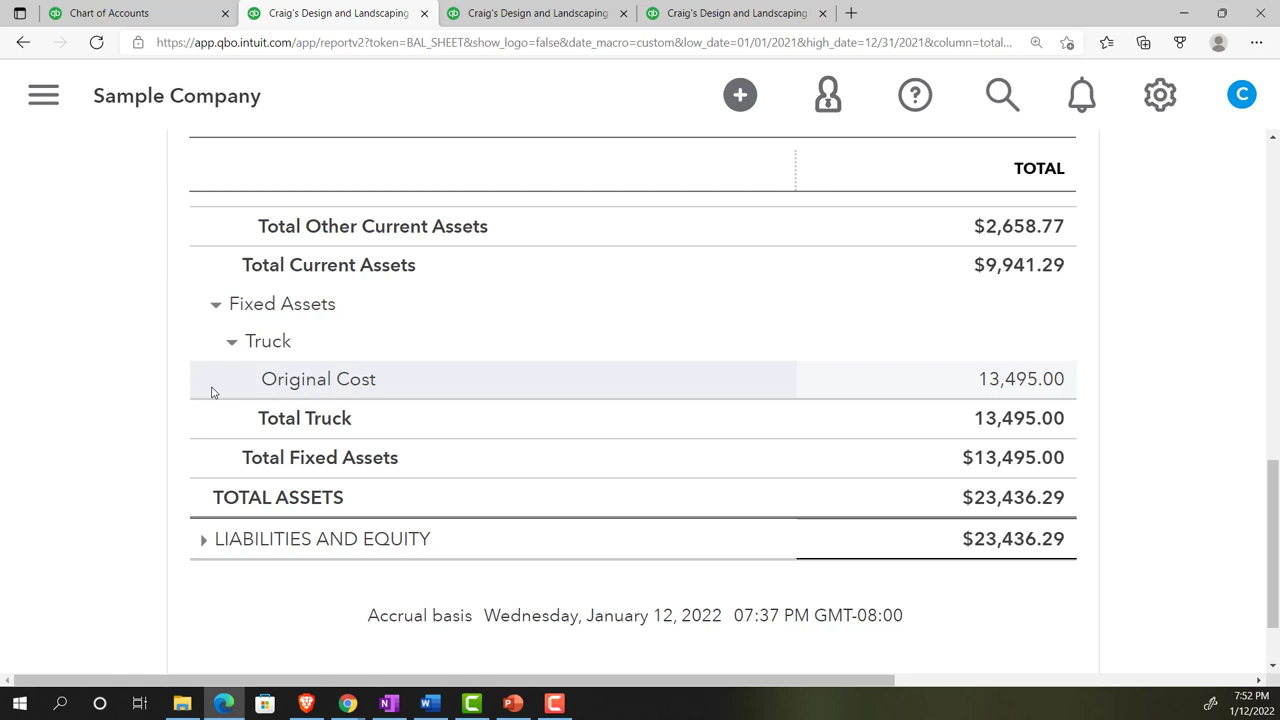 Chart of Accounts
Craig's Design and Landscaping
Craig's Design and Landscaping
Craig's Design and Landscaping
https://app.qbo.intuit.com/app/reportv2?token=BAL_SHEET&show_logo=false&date_macro=custom&low_date=01/01/2021&high_date=12/31/2021&column=total...
Sample Company
C
TOTAL
Total Other Current Assets $2,658.77
Total Current Assets $9,941.29
Fixed Assets
Truck
Original Cost 13,495.00
Total Truck 13,495.00
Total Fixed Assets $13,495.00
TOTAL ASSETS $23,436.29
LIABILITIES AND EQUITY $23,436.29
Accrual basis Wednesday, January 12, 2022 07:37 PM GMT-08:00
7:52 PM
1/12/2022